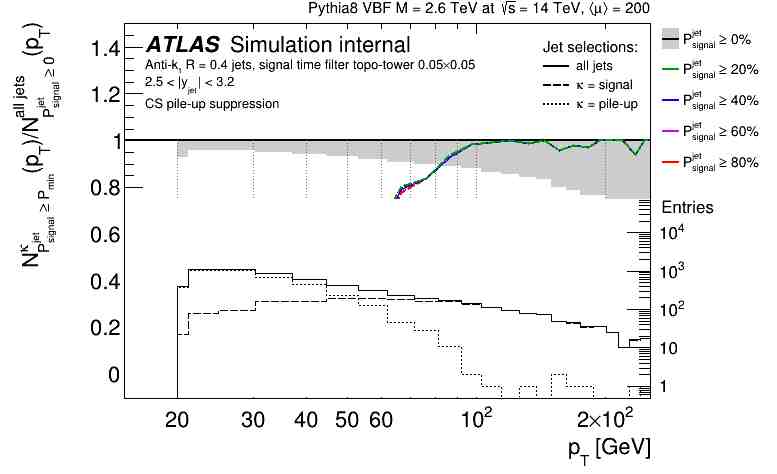 Pythia8 VBF M = 2.6 TeV at √s = 14 TeV, ⟨μ⟩ = 200
ATLAS Simulation internal
Anti-k_t R = 0.4 jets, signal time filter topo-tower 0.05×0.05
2.5 < |y_jet| < 3.2
CS pile-up suppression
Jet selections:
all jets
κ = signal
κ = pile-up
P^jet_signal ≥ 0%
P^jet_signal ≥ 20%
P^jet_signal ≥ 40%
P^jet_signal ≥ 60%
P^jet_signal ≥ 80%
N^κ_{P^jet_signal ≥ P_min} (p_T)/N^{all jets}_{P^jet_signal ≥ 0} (p_T)
1.4
1.2
1
0.8
0.6
0.4
0.2
0
Entries
10^4
10^3
10^2
10
1
20 30 40 50 60 10^2 2×10^2
p_T [GeV]